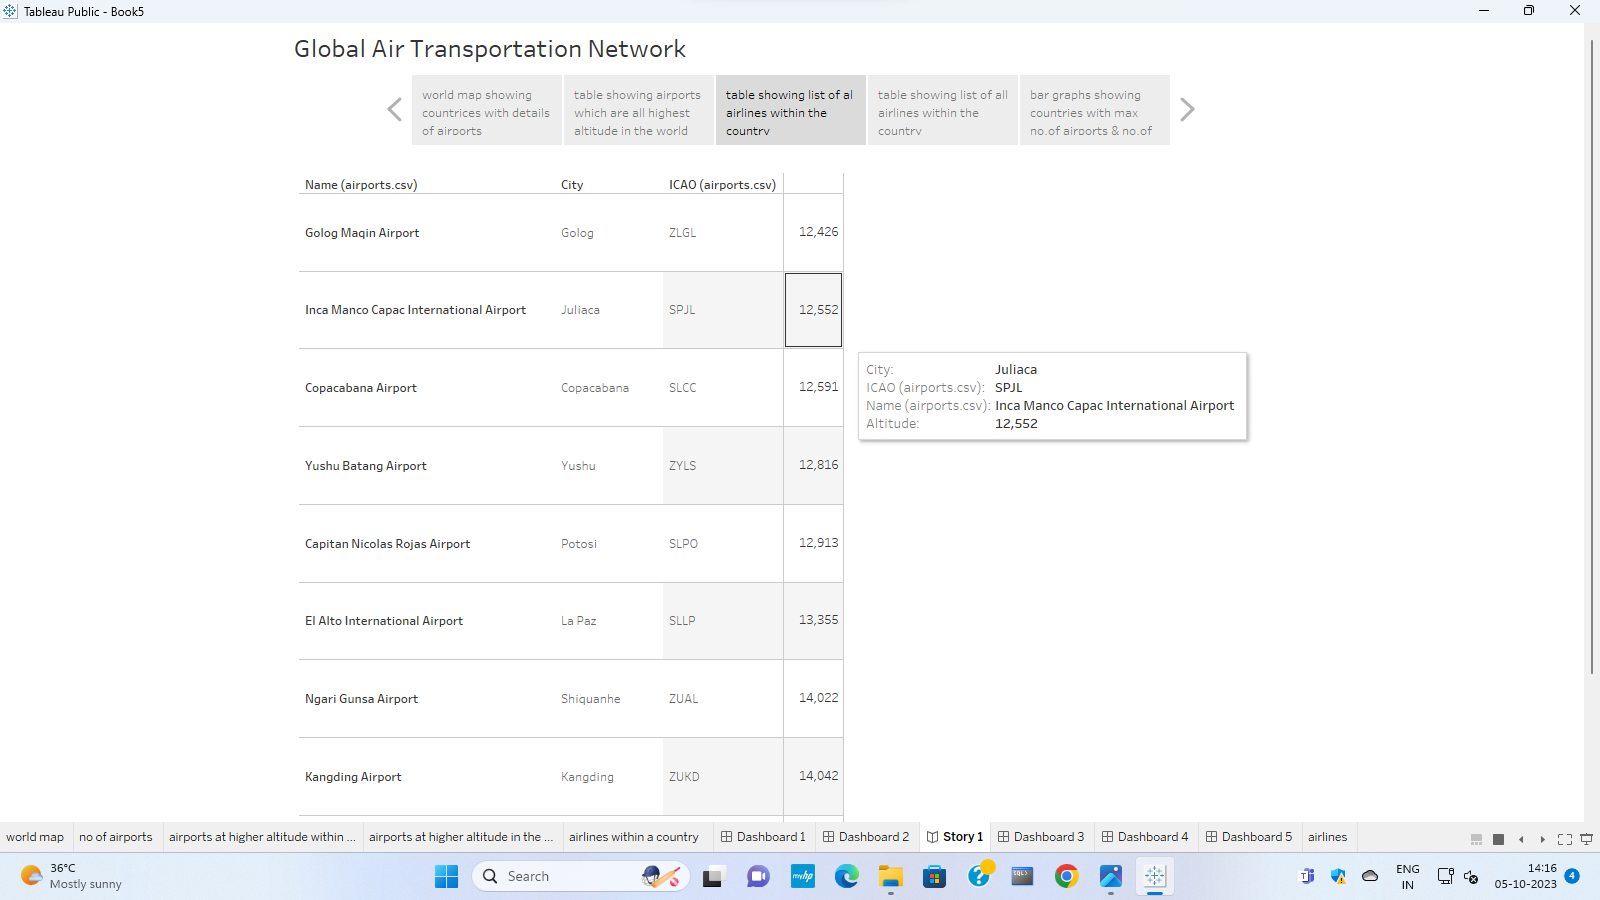 Tableau Public - Book5
Global Air Transportation Network
world map showing
countrices with details
of airports
table showing airports
which are all highest
altitude in the world
table showing list of al
airlines within the
country
table showing list of all
airlines within the
country
bar graphs showing
countries with max
no.of airports & no.of
Name (airports.csv) City ICAO (airports.csv)
Golog Maqin Airport Golog ZLGL 12,426
Inca Manco Capac International Airport Juliaca SPJL 12,552
City: Juliaca
ICAO (airports.csv): SPJL
Name (airports.csv): Inca Manco Capac International Airport
Altitude: 12,552
Copacabana Airport Copacabana SLCC 12,591
Yushu Batang Airport Yushu ZYLS 12,816
Capitan Nicolas Rojas Airport Potosi SLPO 12,913
El Alto International Airport La Paz SLLP 13,355
Ngari Gunsa Airport Shiquanhe ZUAL 14,022
Kangding Airport Kangding ZUKD 14,042
world map no of airports airports at higher altitude within ... airports at higher altitude in the ... airlines within a country Dashboard 1 Dashboard 2 Story 1 Dashboard 3 Dashboard 4 Dashboard 5 airlines
36°C
Mostly sunny
Search
myhp
ENG
IN
14:16
05-10-2023
4